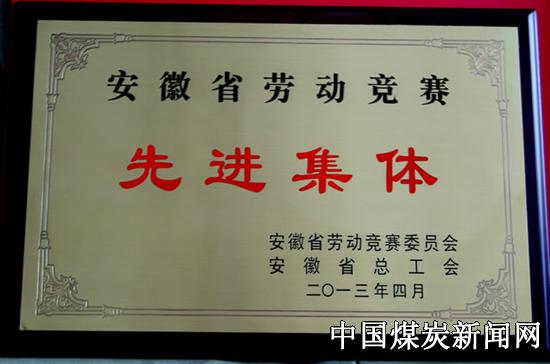 安徽省劳动竞赛
先进集体
安徽省劳动竞赛委员会
安徽省总工会
二〇一三年四月
中国煤炭新闻网